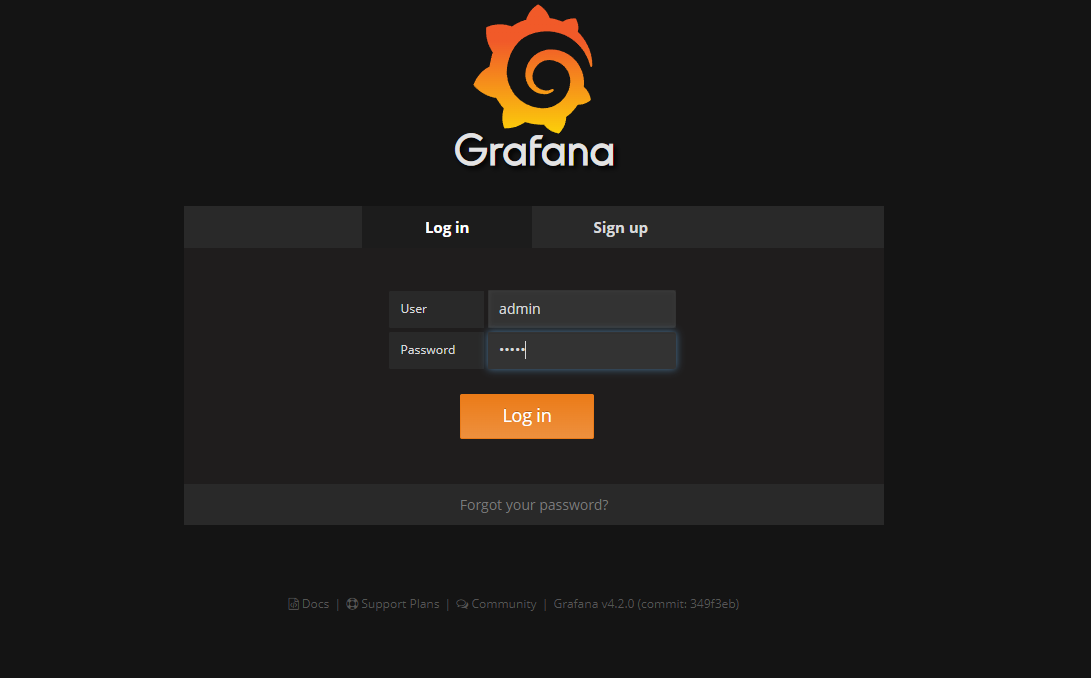 Grafana
Log in Sign up
User admin
Password •••••
Log in
Forgot your password?
Docs | Support Plans | Community | Grafana v4.2.0 (commit: 349f3eb)